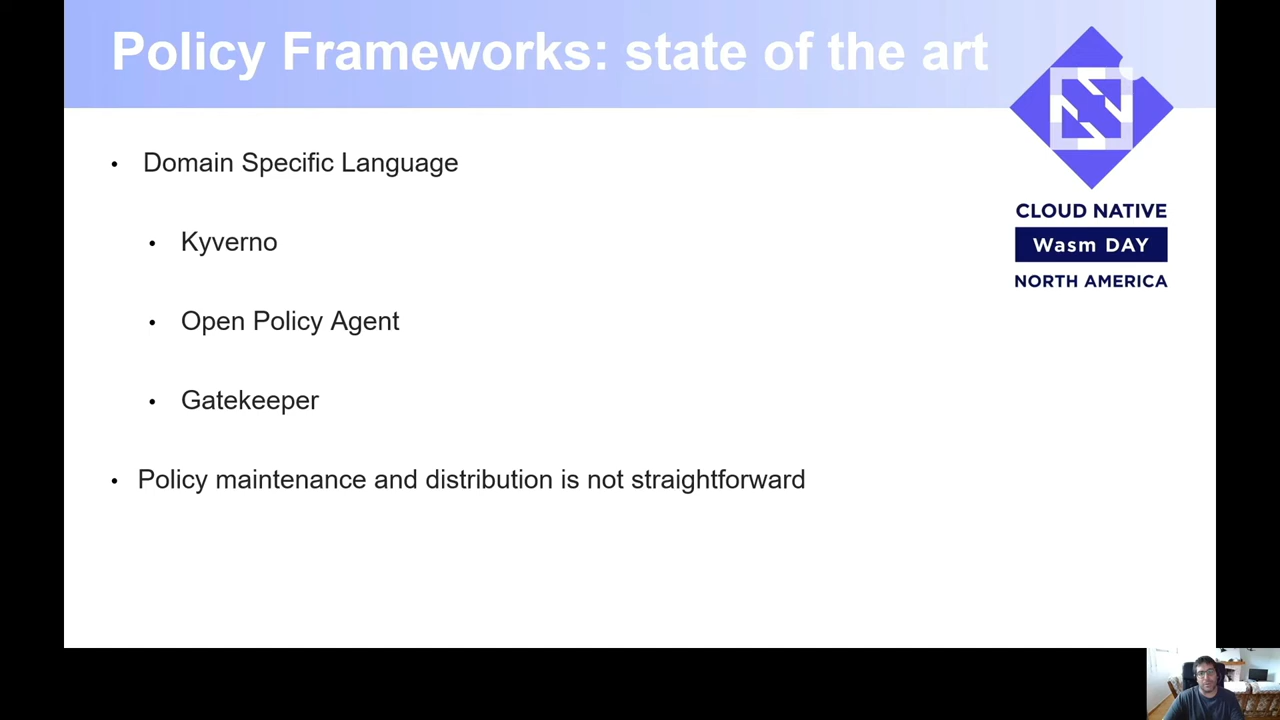 Policy Frameworks: state of the art
• Domain Specific Language
• Kyverno
• Open Policy Agent
• Gatekeeper
• Policy maintenance and distribution is not straightforward
CLOUD NATIVE
Wasm DAY
NORTH AMERICA